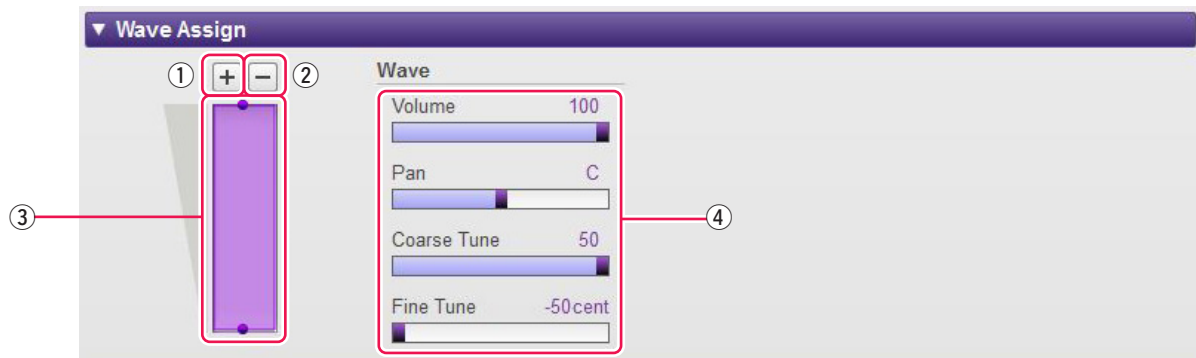 ▼ Wave Assign
① + − ②
Wave
Volume 100
Pan C
③
④
Coarse Tune 50
Fine Tune -50cent